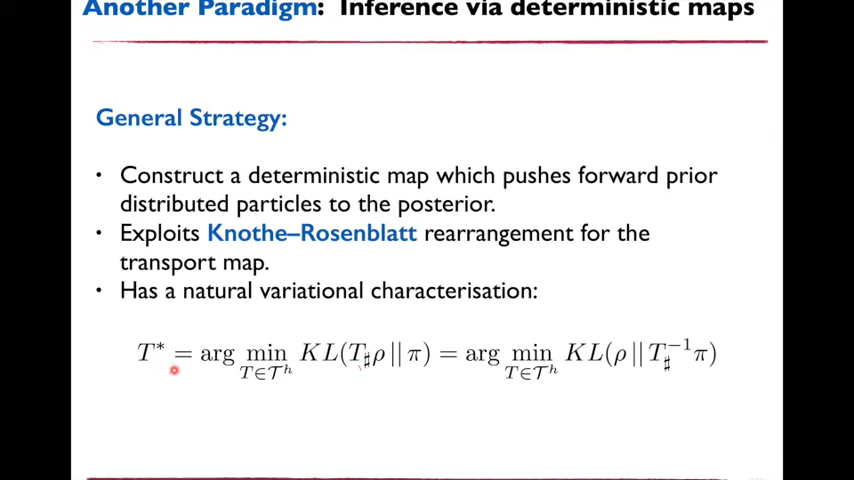 Another Paradigm: Inference via deterministic maps
General Strategy:
• Construct a deterministic map which pushes forward prior
distributed particles to the posterior.
• Exploits Knothe–Rosenblatt rearrangement for the
transport map.
• Has a natural variational characterisation:
T* = arg min_{T∈𝒯^h} KL(T_♯ρ || π) = arg min_{T∈𝒯^h} KL(ρ || T_♯^{-1}π)